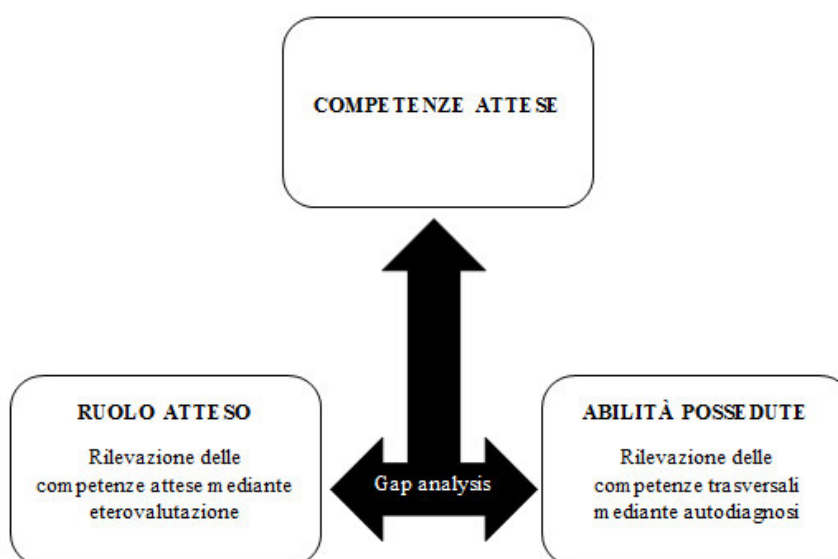 COMPETENZE ATTESE
RUOLO ATTESO
Rilevazione delle
competenze attese mediante
eterovalutazione
Gap analysis
ABILITÀ POSSEDUTE
Rilevazione delle
competenze trasversali
mediante autodiagnosi